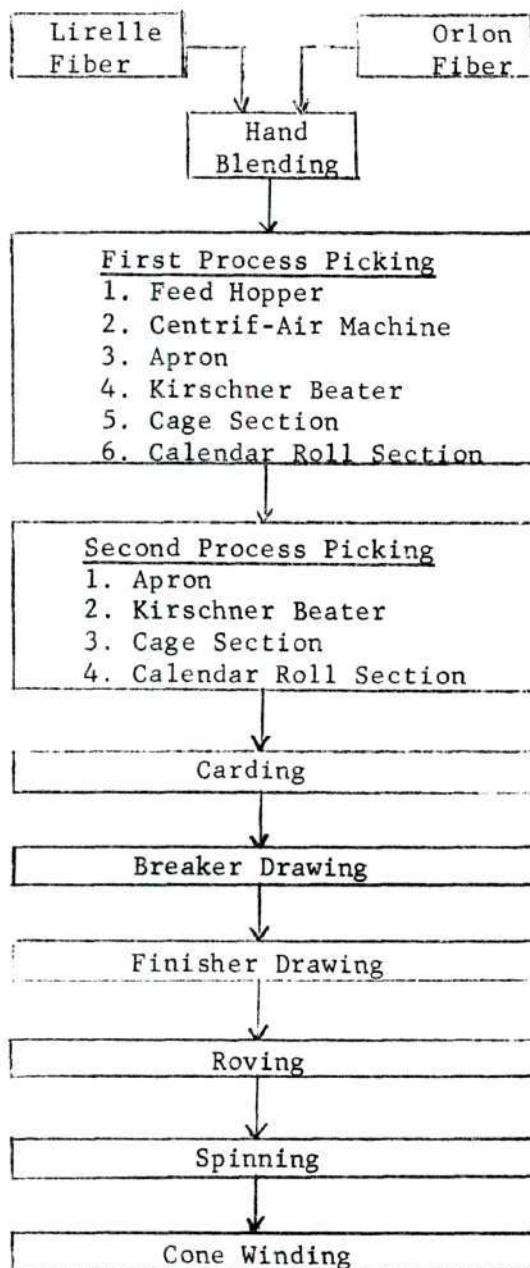 Lirelle
Fiber
Orlon
Fiber
Hand
Blending
First Process Picking
1. Feed Hopper
2. Centrif-Air Machine
3. Apron
4. Kirschner Beater
5. Cage Section
6. Calendar Roll Section
Second Process Picking
1. Apron
2. Kirschner Beater
3. Cage Section
4. Calendar Roll Section
Carding
Breaker Drawing
Finisher Drawing
Roving
Spinning
Cone Winding